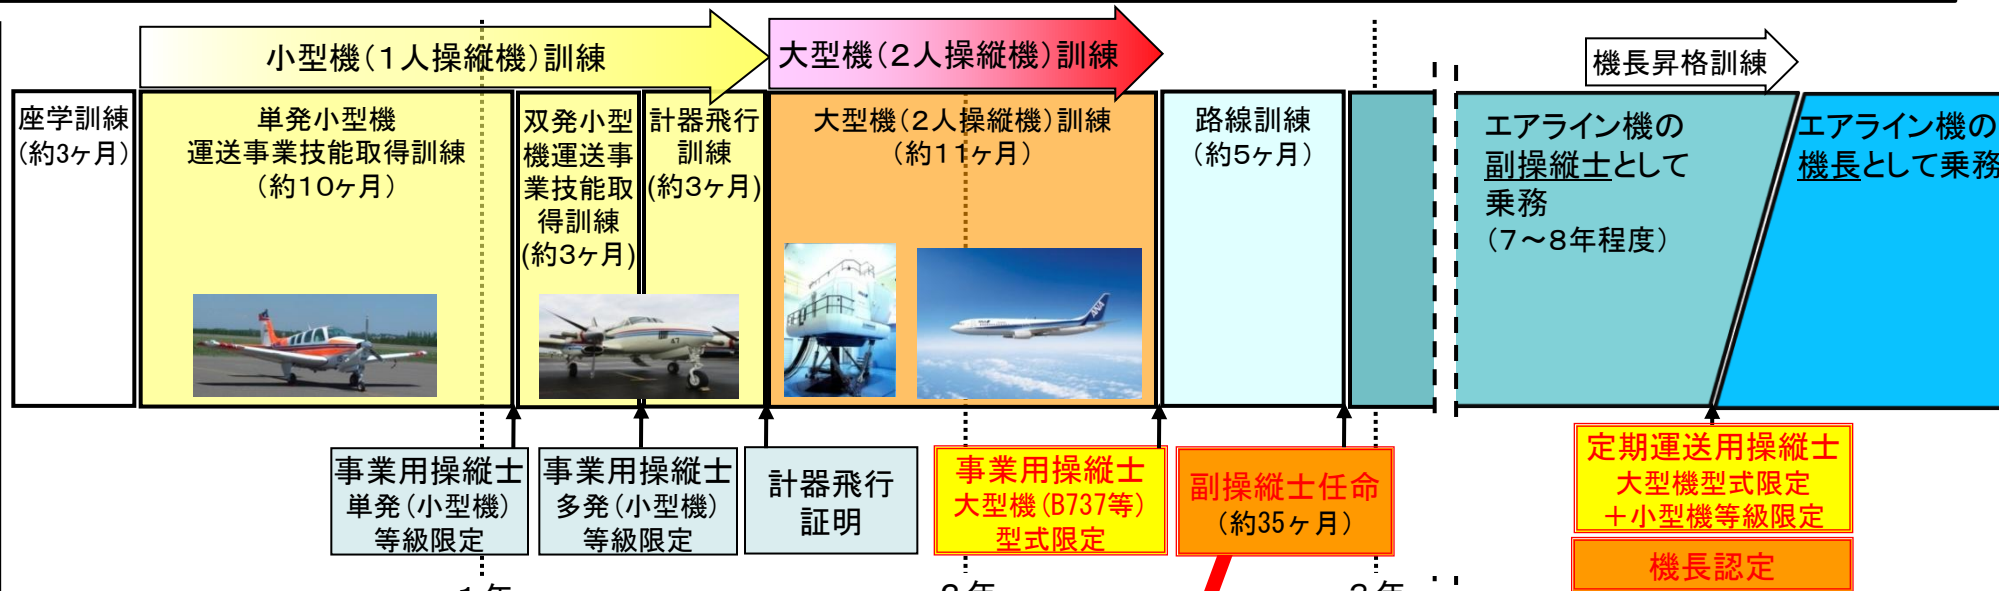 小型機(1人操縦機)訓練
大型機(2人操縦機)訓練
機長昇格訓練
座学訓練
(約3ヶ月)
単発小型機
運送事業技能取得訓練
(約10ヶ月)
双発小型
機運送事
業技能取
得訓練
(約3ヶ月)
計器飛行
訓練
(約3ヶ月)
大型機(2人操縦機)訓練
(約11ヶ月)
路線訓練
(約5ヶ月)
エアライン機の
副操縦士として
乗務
(7～8年程度)
エアライン機の
機長として乗務
ANA
事業用操縦士
単発(小型機)
等級限定
事業用操縦士
多発(小型機)
等級限定
計器飛行
証明
事業用操縦士
大型機(B737等)
型式限定
副操縦士任命
(約35ヶ月)
定期運送用操縦士
大型機型式限定
＋小型機等級限定
機長認定
1年
2年
3年